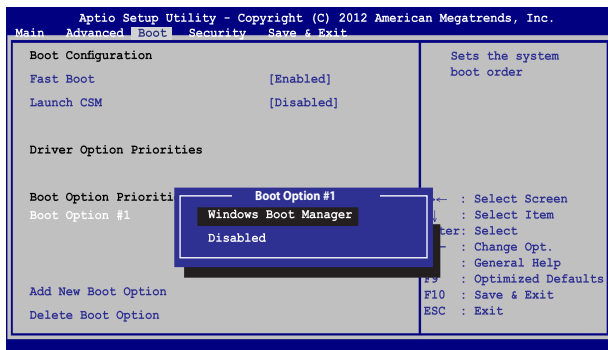 Aptio Setup Utility - Copyright (C) 2012 American Megatrends, Inc.
Main Advanced Boot Security Save & Exit
Boot Configuration
Fast Boot [Enabled]
Launch CSM [Disabled]
Driver Option Priorities
Boot Option Prioriti
Boot Option #1
Add New Boot Option
Delete Boot Option
Boot Option #1
Windows Boot Manager
Disabled
Sets the system
boot order
← : Select Screen
↓ : Select Item
ter: Select
— : Change Opt.
: General Help
F9 : Optimized Defaults
F10 : Save & Exit
ESC : Exit